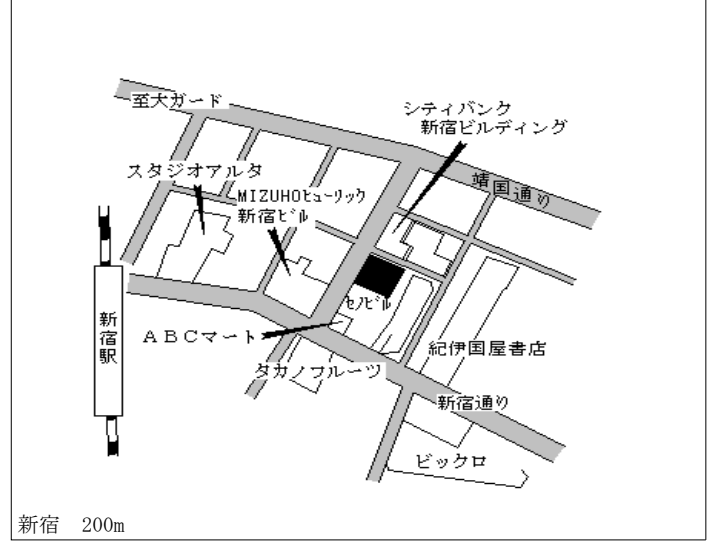 至大ガード
シティバンク
新宿ビルディング
スタジオアルタ
靖国通り
MIZUHOヒューリック
新宿ビル
セノビル
新宿駅
ABCマート
紀伊国屋書店
タカノフルーツ
新宿通り
ビックロ
新宿 200m